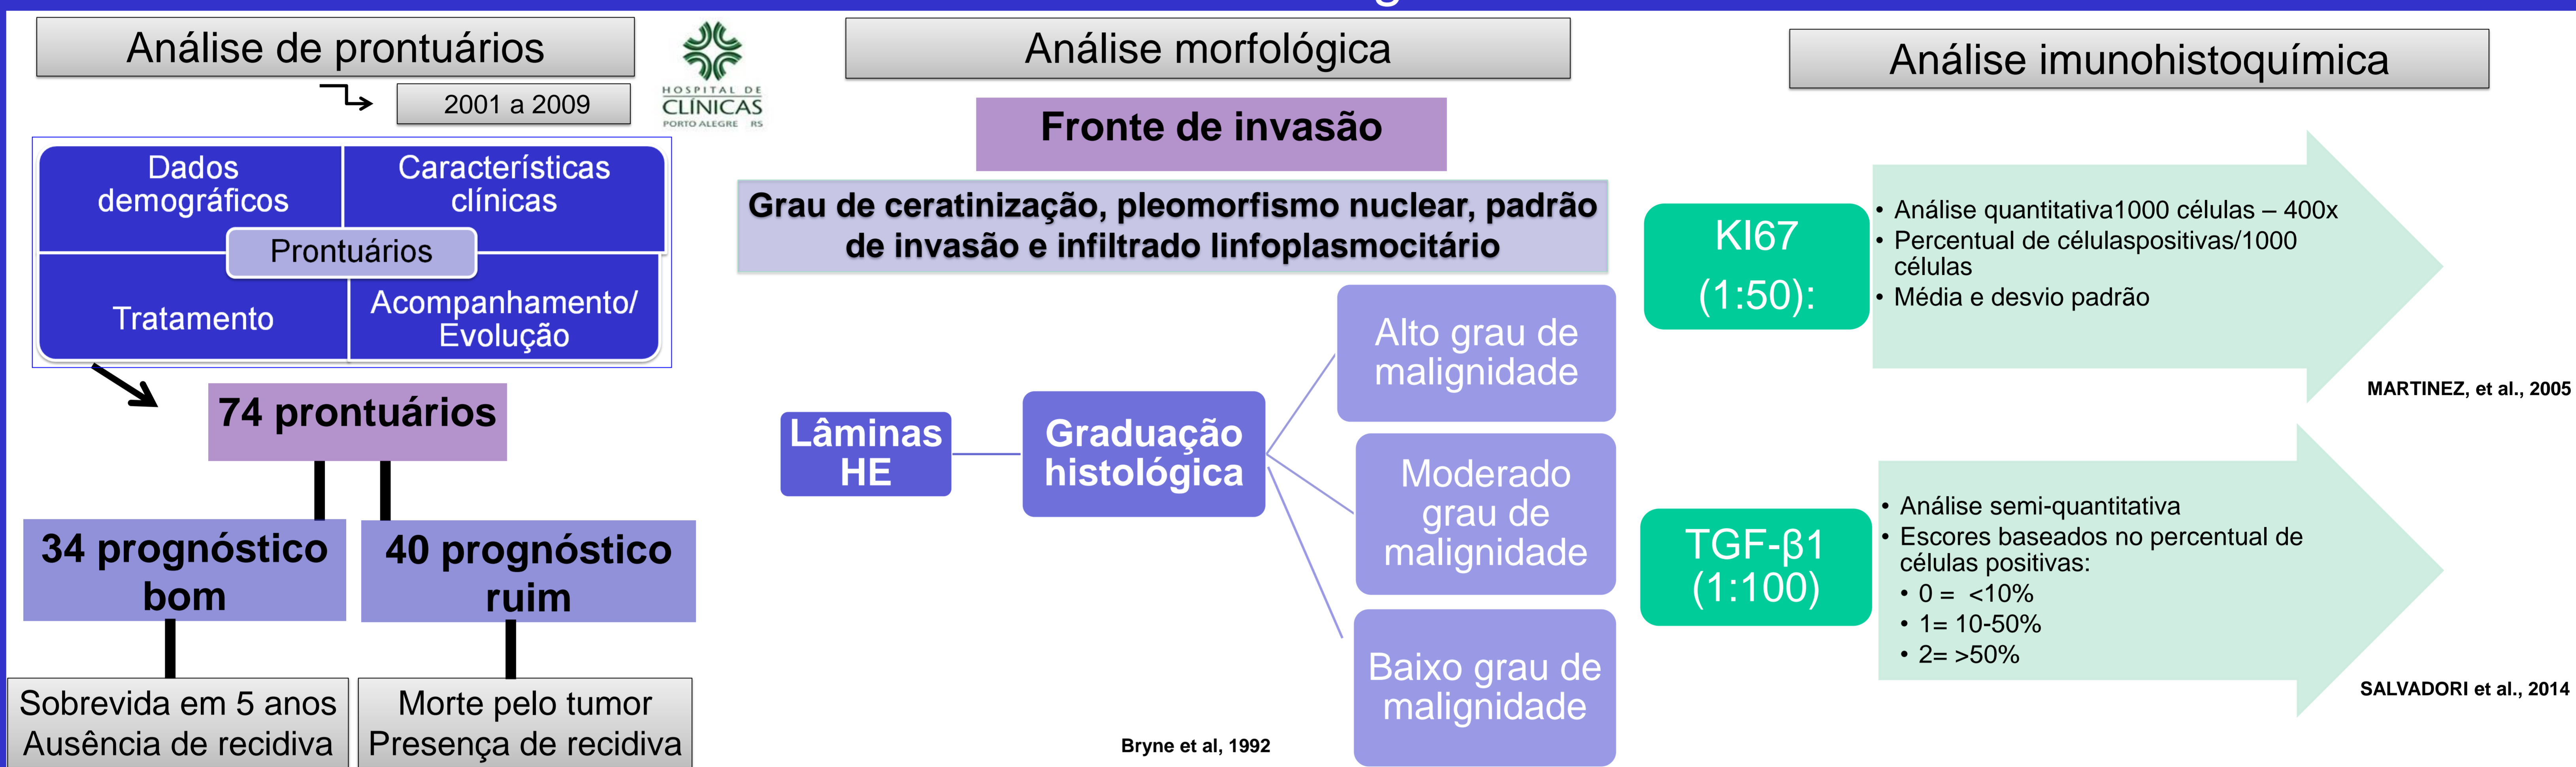 Análise de prontuários
2001 a 2009
HOSPITAL DE
CLÍNICAS
PORTO ALEGRE RS
Dados
demográficos
Características
clínicas
Prontuários
Tratamento
Acompanhamento/
Evolução
74 prontuários
34 prognóstico
bom
40 prognóstico
ruim
Sobrevida em 5 anos
Ausência de recidiva
Morte pelo tumor
Presença de recidiva
Análise morfológica
Fronte de invasão
Grau de ceratinização, pleomorfismo nuclear, padrão
de invasão e infiltrado linfoplasmocitário
Lâminas
HE
Graduação
histológica
Alto grau de
malignidade
Moderado
grau de
malignidade
Baixo grau de
malignidade
Bryne et al, 1992
Análise imunohistoquímica
KI67
(1:50):
• Análise quantitativa1000 células – 400x
• Percentual de célulaspositivas/1000
células
• Média e desvio padrão
MARTINEZ, et al., 2005
TGF-β1
(1:100)
• Análise semi-quantitativa
• Escores baseados no percentual de
células positivas:
• 0 = <10%
• 1= 10-50%
• 2= >50%
SALVADORI et al., 2014